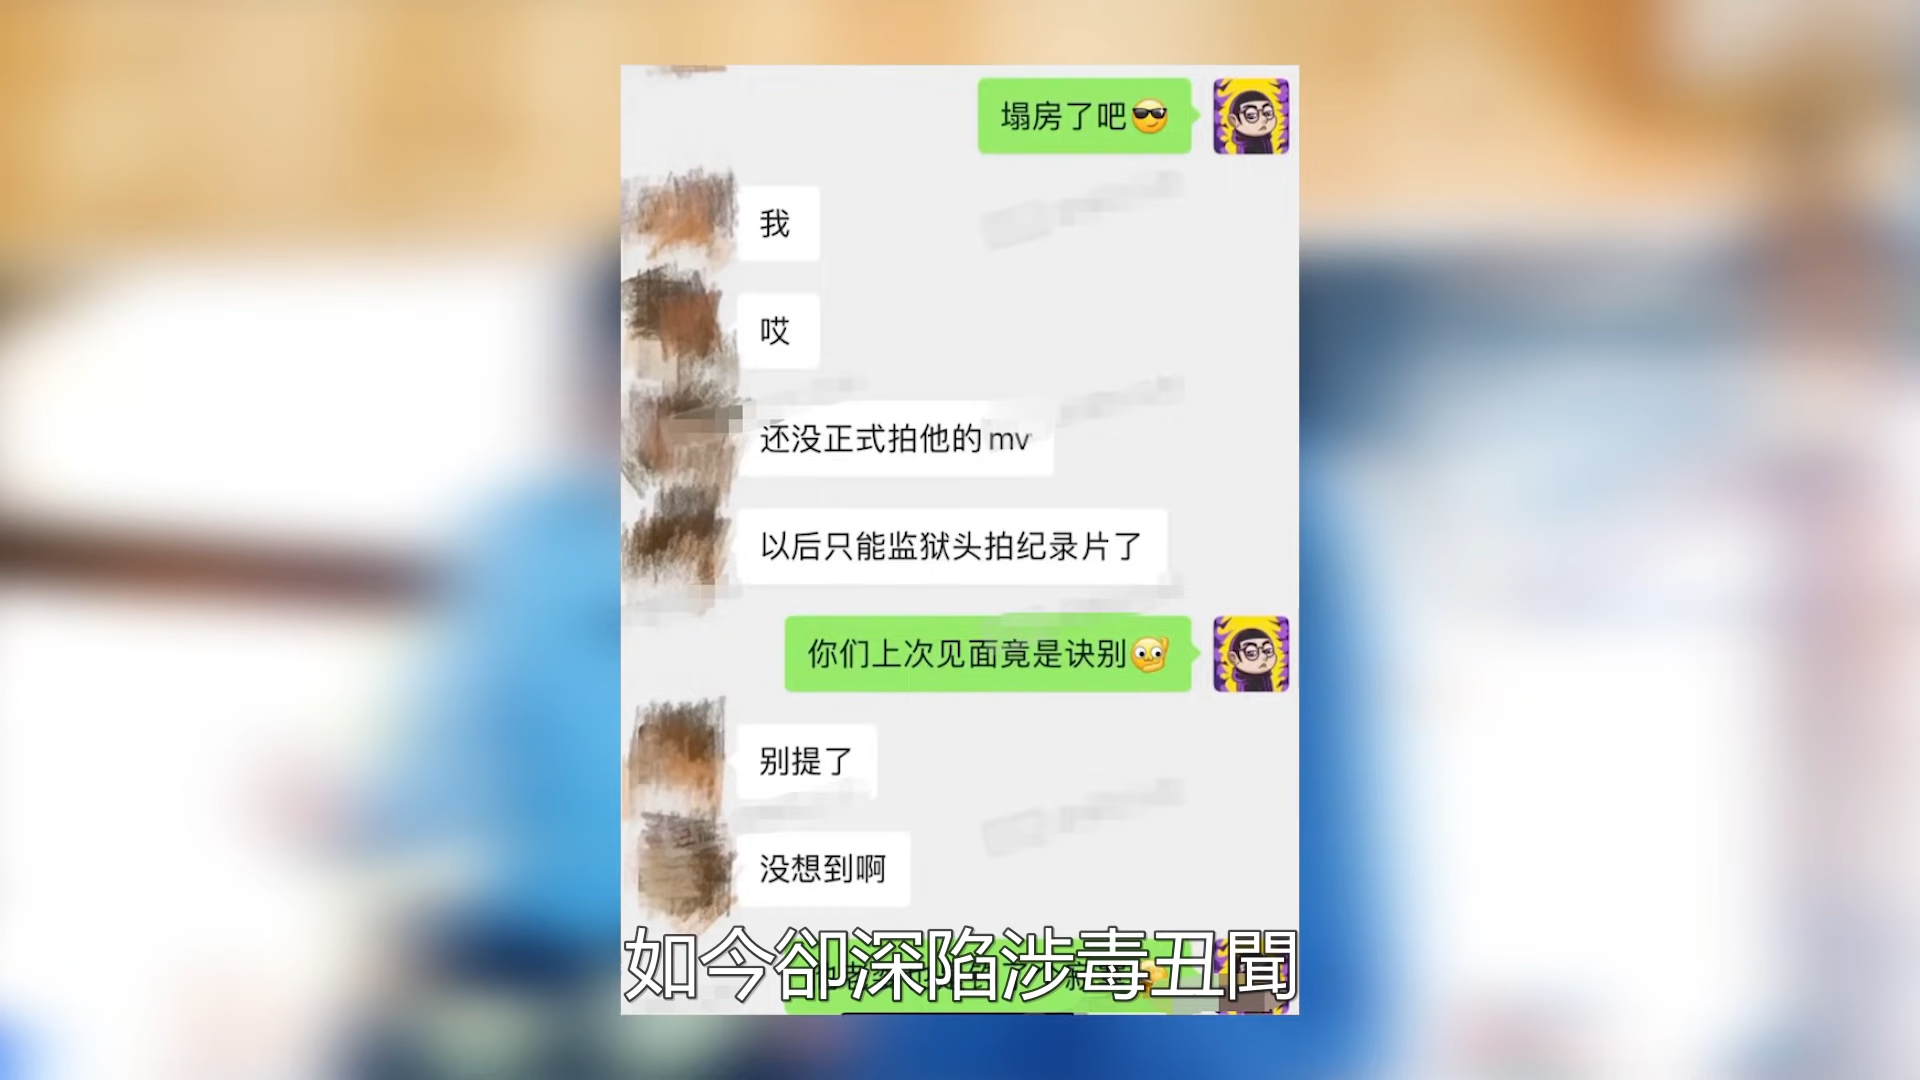 塌房了吧
我
哎
还没正式拍他的mv
以后只能监狱头拍纪录片了
你们上次见面竟是诀别
别提了
没想到啊
如今卻深陷涉毒丑聞